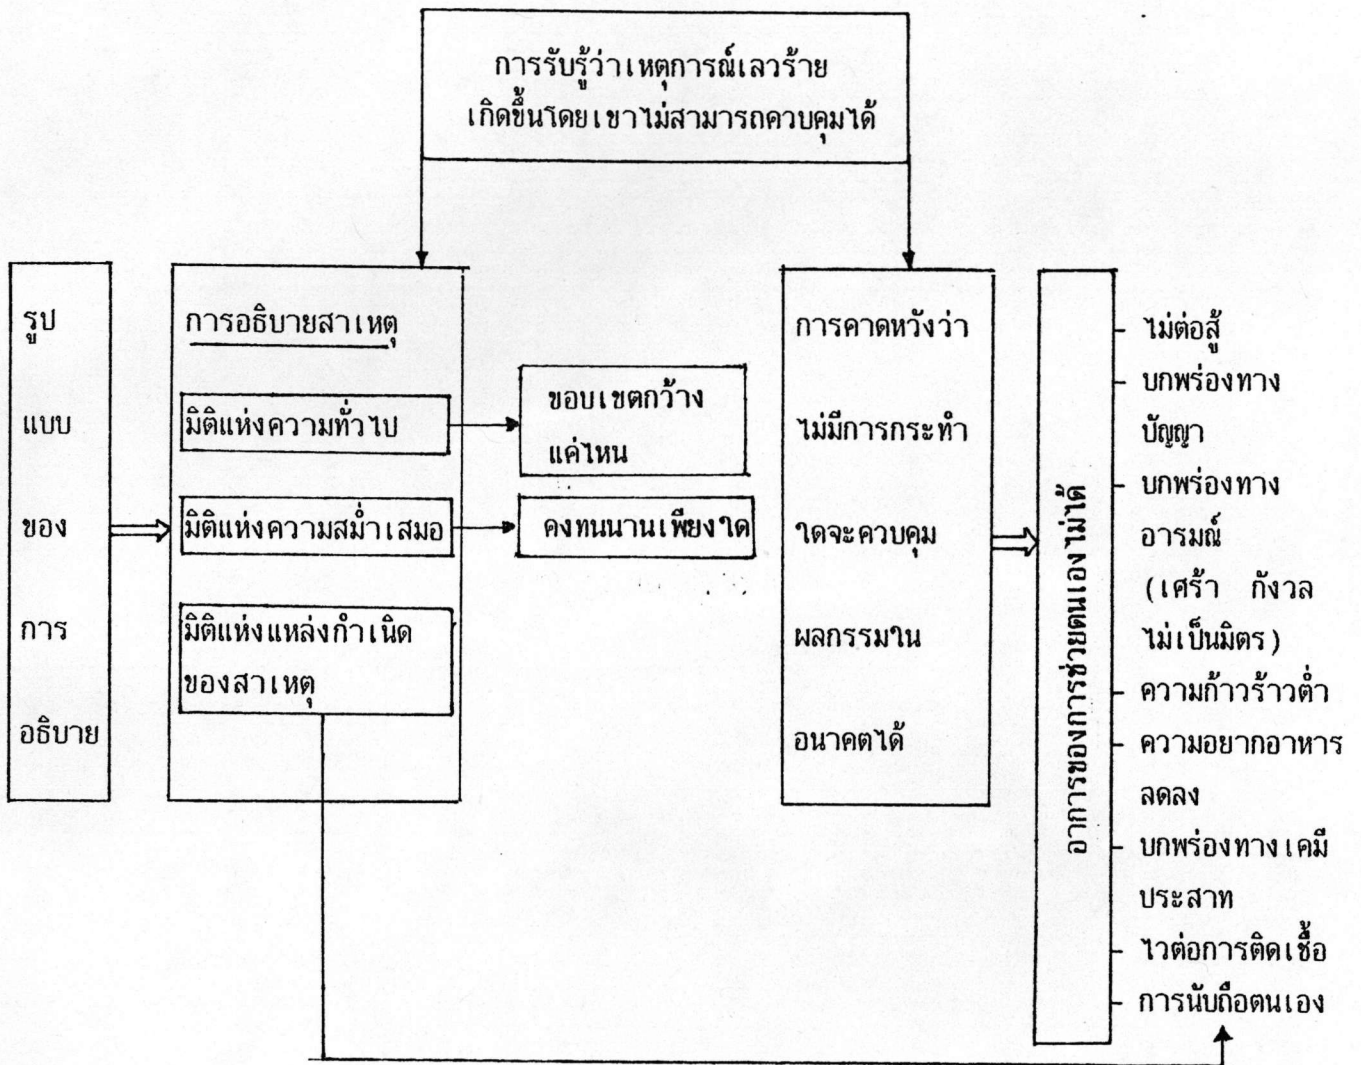 การรับรู้ว่าเหตุการณ์เลวร้าย
เกิดขึ้นโดยเขาไม่สามารถควบคุมได้
รูป
แบบ
ของ
การ
อธิบาย
การอธิบายสาเหตุ
มิติแห่งความทั่วไป
มิติแห่งความสม่ำเสมอ
มิติแห่งแหล่งกำเนิด
ของสาเหตุ
ขอบเขตกว้าง
แค่ไหน
คงทนนานเพียงใด
การคาดหวังว่า
ไม่มีการกระทำ
ใดจะควบคุม
ผลกรรมใน
อนาคตได้
อาการของการช่วยตนเองไม่ได้
ไม่ต่อสู้
บกพร่องทาง
ปัญญา
บกพร่องทาง
อารมณ์
(เศร้า กังวล
ไม่เป็นมิตร)
ความก้าวร้าวต่ำ
ความอยากอาหาร
ลดลง
บกพร่องทางเคมี
ประสาท
ไวต่อการติดเชื้อ
การนับถือตนเอง